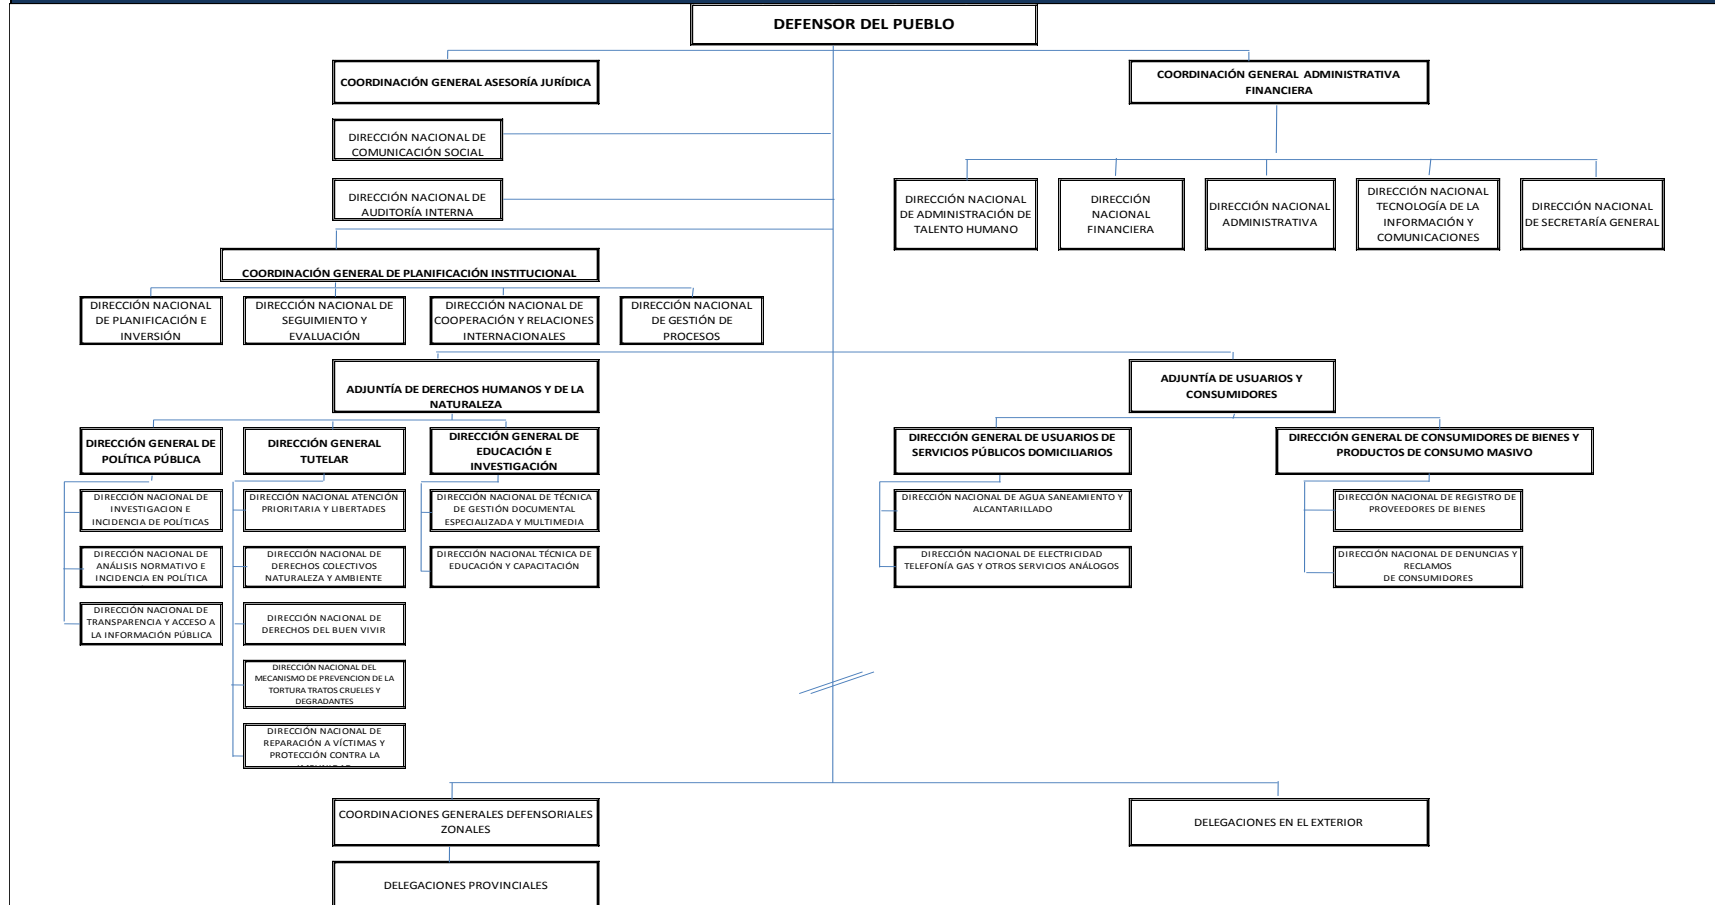 DEFENSOR DEL PUEBLO
COORDINACIÓN GENERAL ASESORÍA JURÍDICA
COORDINACIÓN GENERAL ADMINISTRATIVA
FINANCIERA
DIRECCIÓN NACIONAL DE
COMUNICACIÓN SOCIAL
DIRECCIÓN NACIONAL DE
AUDITORÍA INTERNA
DIRECCIÓN NACIONAL
DE ADMINISTRACIÓN DE
TALENTO HUMANO
DIRECCIÓN
NACIONAL
FINANCIERA
DIRECCIÓN NACIONAL
ADMINISTRATIVA
DIRECCIÓN NACIONAL
TECNOLOGÍA DE LA
INFORMACIÓN Y
COMUNICACIONES
DIRECCIÓN NACIONAL
DE SECRETARÍA GENERAL
COORDINACIÓN GENERAL DE PLANIFICACIÓN INSTITUCIONAL
DIRECCIÓN NACIONAL
DE PLANIFICACIÓN E
INVERSIÓN
DIRECCIÓN NACIONAL DE
SEGUIMIENTO Y
EVALUACIÓN
DIRECCIÓN NACIONAL DE
COOPERACIÓN Y RELACIONES
INTERNACIONALES
DIRECCIÓN NACIONAL
DE GESTIÓN DE
PROCESOS
ADJUNTÍA DE DERECHOS HUMANOS Y DE LA
NATURALEZA
ADJUNTÍA DE USUARIOS Y
CONSUMIDORES
DIRECCIÓN GENERAL DE
POLÍTICA PÚBLICA
DIRECCIÓN GENERAL
TUTELAR
DIRECCIÓN GENERAL DE
EDUCACIÓN E
INVESTIGACIÓN
DIRECCIÓN GENERAL DE USUARIOS DE
SERVICIOS PÚBLICOS DOMICILIARIOS
DIRECCIÓN GENERAL DE CONSUMIDORES DE BIENES Y
PRODUCTOS DE CONSUMO MASIVO
DIRECCIÓN NACIONAL DE
INVESTIGACION E
INCIDENCIA DE POLÍTICAS
DIRECCIÓN NACIONAL ATENCIÓN
PRIORITARIA Y LIBERTADES
DIRECCIÓN NACIONAL DE TÉCNICA
DE GESTIÓN DOCUMENTAL
ESPECIALIZADA Y MULTIMEDIA
DIRECCIÓN NACIONAL DE AGUA SANEAMIENTO Y
ALCANTARILLADO
DIRECCIÓN NACIONAL DE REGISTRO DE
PROVEEDORES DE BIENES
DIRECCIÓN NACIONAL DE
ANÁLISIS NORMATIVO E
INCIDENCIA EN POLÍTICA
DIRECCIÓN NACIONAL DE
DERECHOS COLECTIVOS
NATURALEZA Y AMBIENTE
DIRECCIÓN NACIONAL TÉCNICA DE
EDUCACIÓN Y CAPACITACIÓN
DIRECCIÓN NACIONAL DE ELECTRICIDAD
TELEFONÍA GAS Y OTROS SERVICIOS ANÁLOGOS
DIRECCIÓN NACIONAL DE DENUNCIAS Y
RECLAMOS
DE CONSUMIDORES
DIRECCIÓN NACIONAL DE
TRANSPARENCIA Y ACCESO A
LA INFORMACIÓN PÚBLICA
DIRECCIÓN NACIONAL DE
DERECHOS DEL BUEN VIVIR
DIRECCIÓN NACIONAL DEL
MECANISMO DE PREVENCION DE LA
TORTURA TRATOS CRUELES Y
DEGRADANTES
DIRECCIÓN NACIONAL DE
REPARACIÓN A VÍCTIMAS Y
PROTECCIÓN CONTRA LA
COORDINACIONES GENERALES DEFENSORIALES
ZONALES
DELEGACIONES EN EL EXTERIOR
DELEGACIONES PROVINCIALES